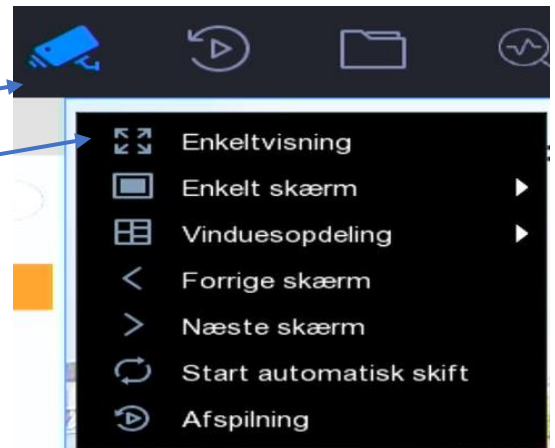 Enkeltvisning
Enkelt skærm
Vinduesopdeling
Forrige skærm
Næste skærm
Start automatisk skift
Afspilning